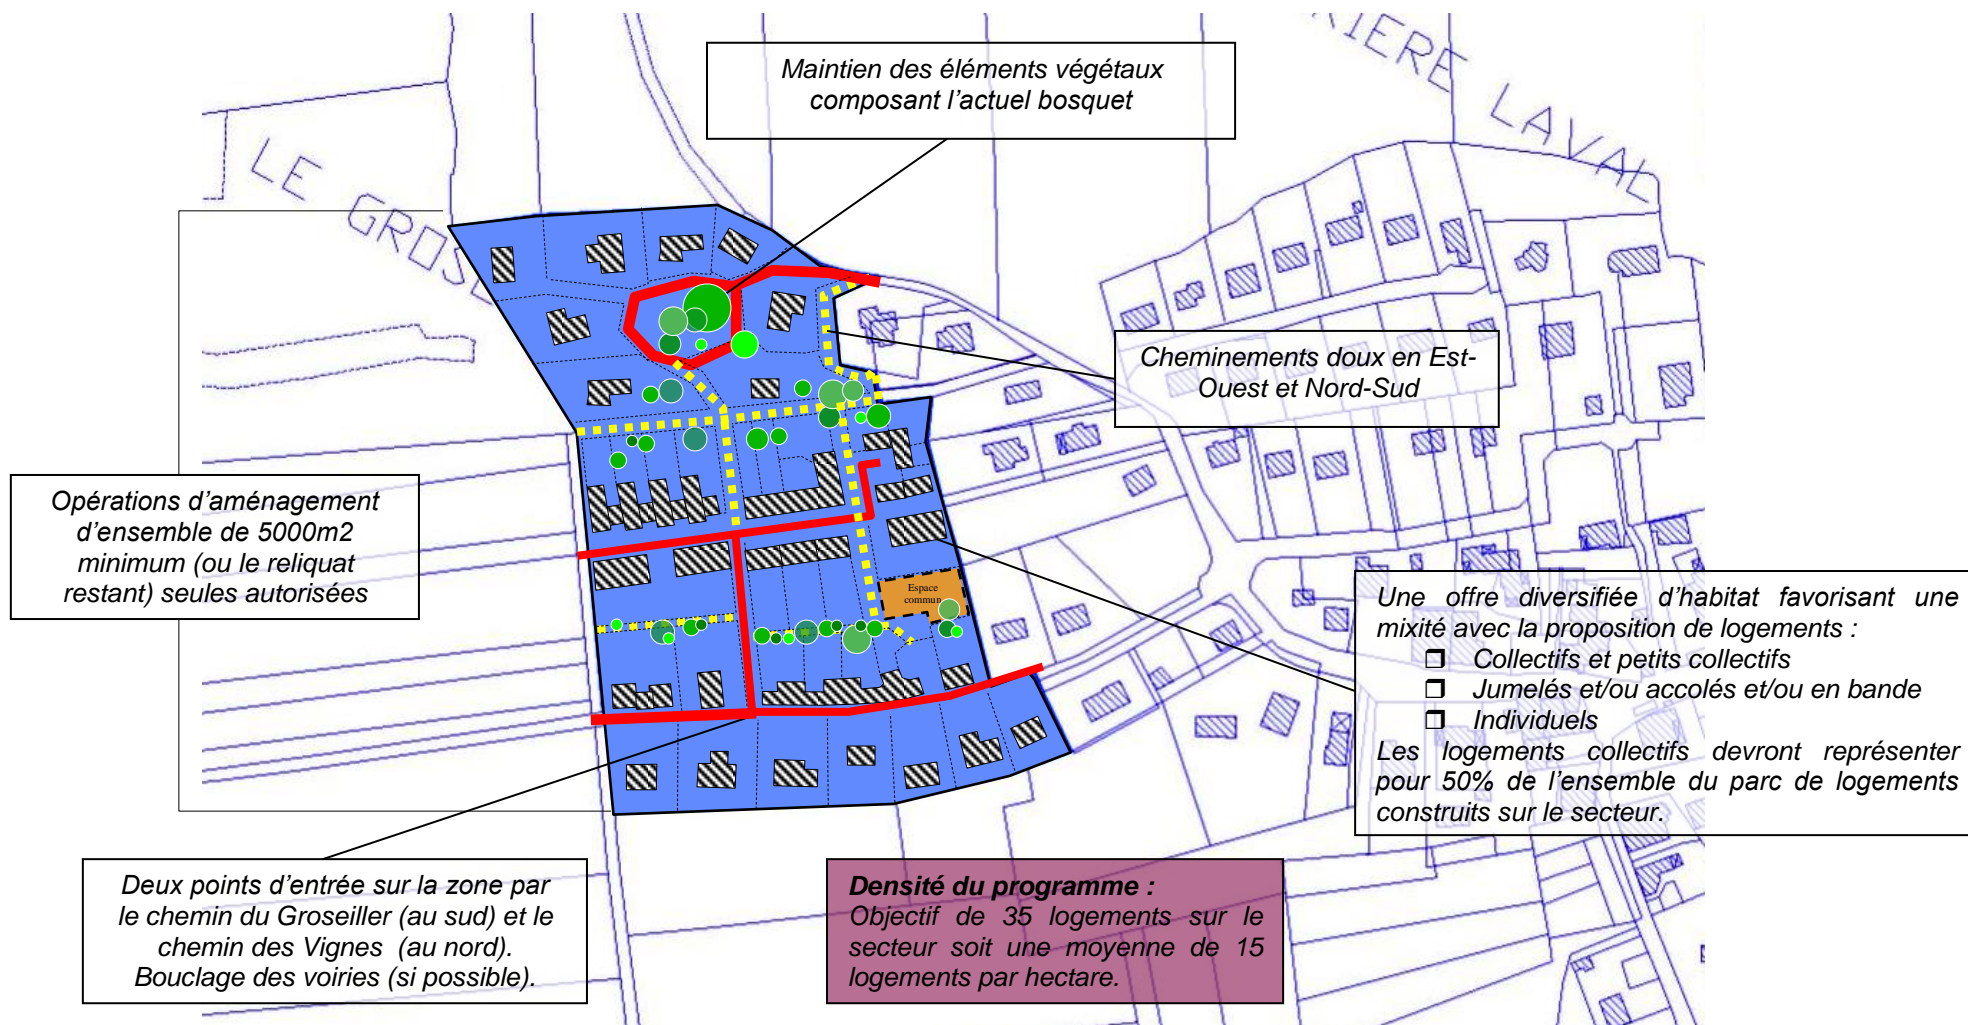 Maintien des éléments végétaux
composant l'actuel bosquet
RIERE LAVAL
LE GROS
Cheminements doux en Est-
Ouest et Nord-Sud
Opérations d'aménagement
d'ensemble de 5000m2
minimum (ou le reliquat
restant) seules autorisées
Espace
commun
Une offre diversifiée d'habitat favorisant une
mixité avec la proposition de logements :
❒ Collectifs et petits collectifs
❒ Jumelés et/ou accolés et/ou en bande
❒ Individuels
Les logements collectifs devront représenter
pour 50% de l'ensemble du parc de logements
construits sur le secteur.
Deux points d'entrée sur la zone par
le chemin du Groseiller (au sud) et le
chemin des Vignes (au nord).
Bouclage des voiries (si possible).
Densité du programme :
Objectif de 35 logements sur le
secteur soit une moyenne de 15
logements par hectare.